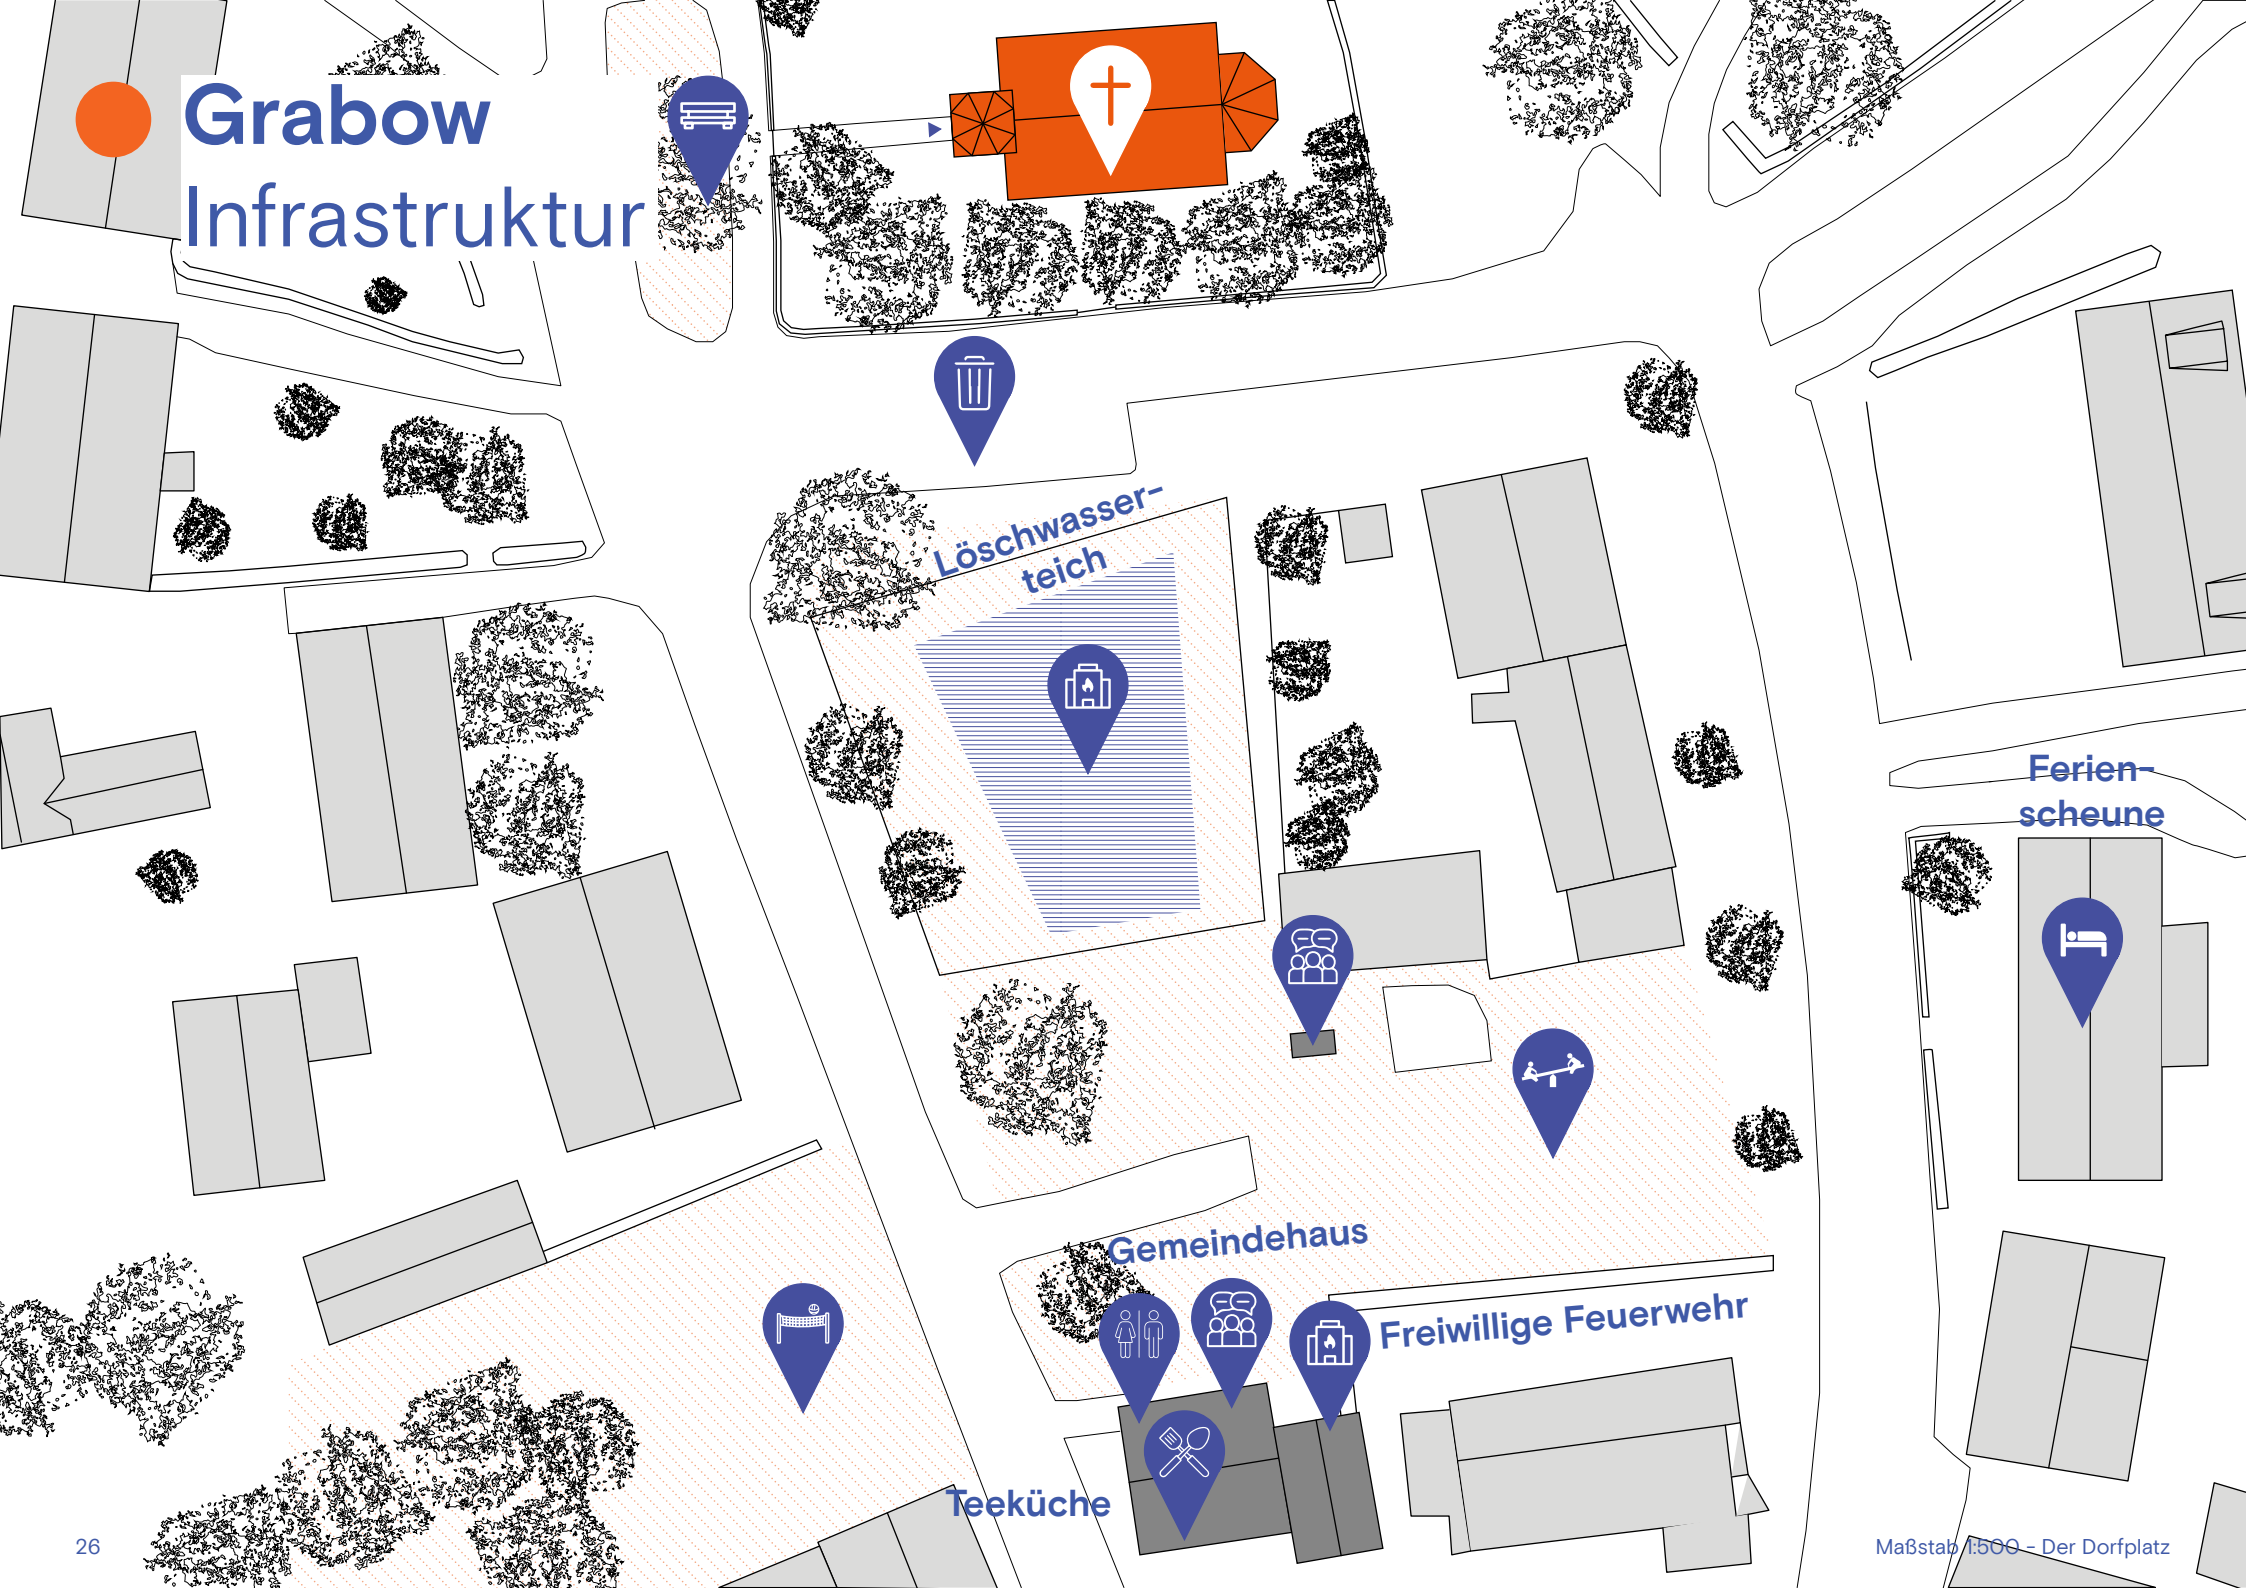 Grabow
Infrastruktur
Löschwasser-
teich
Ferien-
scheune
Gemeindehaus
Freiwillige Feuerwehr
Teeküche
26
Maßstab 1:500 - Der Dorfplatz